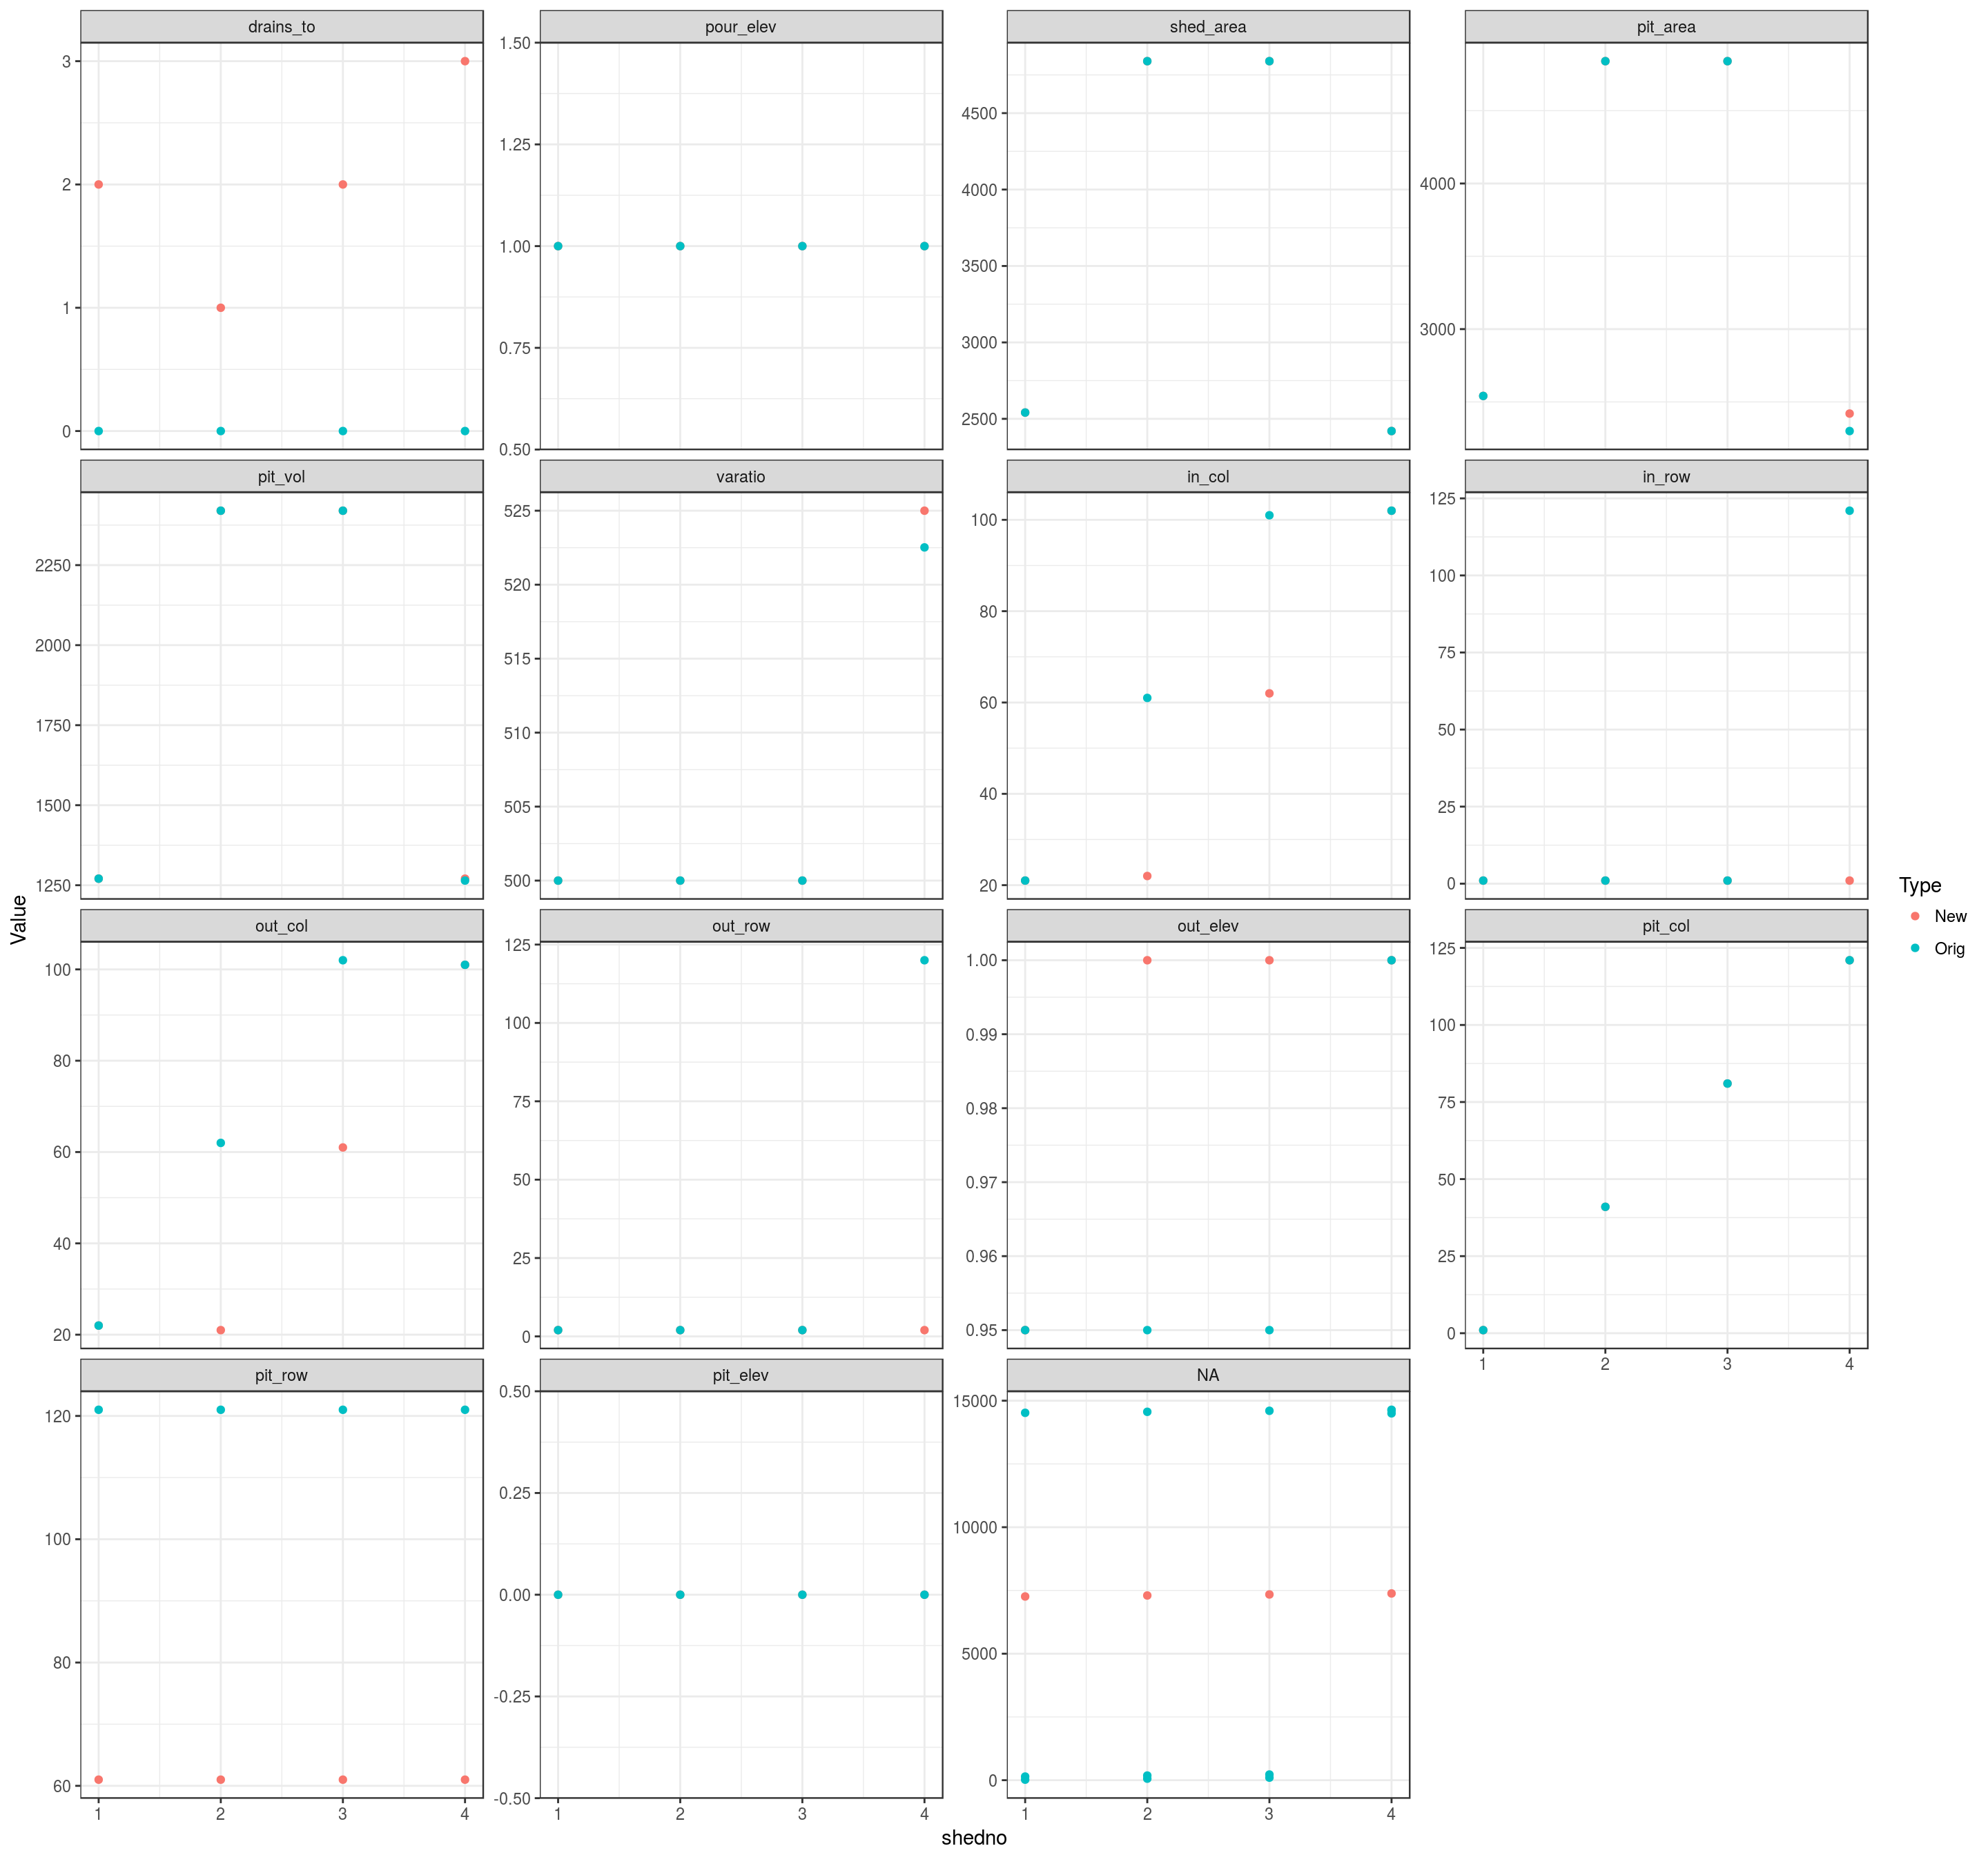 drains_to pour_elev shed_area pit_area
3 2 1 0
1.50 1.25 1.00 0.75 0.50
4500 4000 3500 3000 2500
4000 3000
pit_vol varatio in_col in_row
2250 2000 1750 1500 1250
525 520 515 510 505 500
100 80 60 40 20
125 100 75 50 25 0
Value
Type
New
Orig
out_col out_row out_elev pit_col
100 80 60 40 20
125 100 75 50 25 0
1.00 0.99 0.98 0.97 0.96 0.95
125 100 75 50 25 0
1 2 3 4
pit_row pit_elev NA
120 100 80 60
0.50 0.25 0.00 -0.25 -0.50
15000 10000 5000 0
1 2 3 4 1 2 3 4 1 2 3 4
shedno